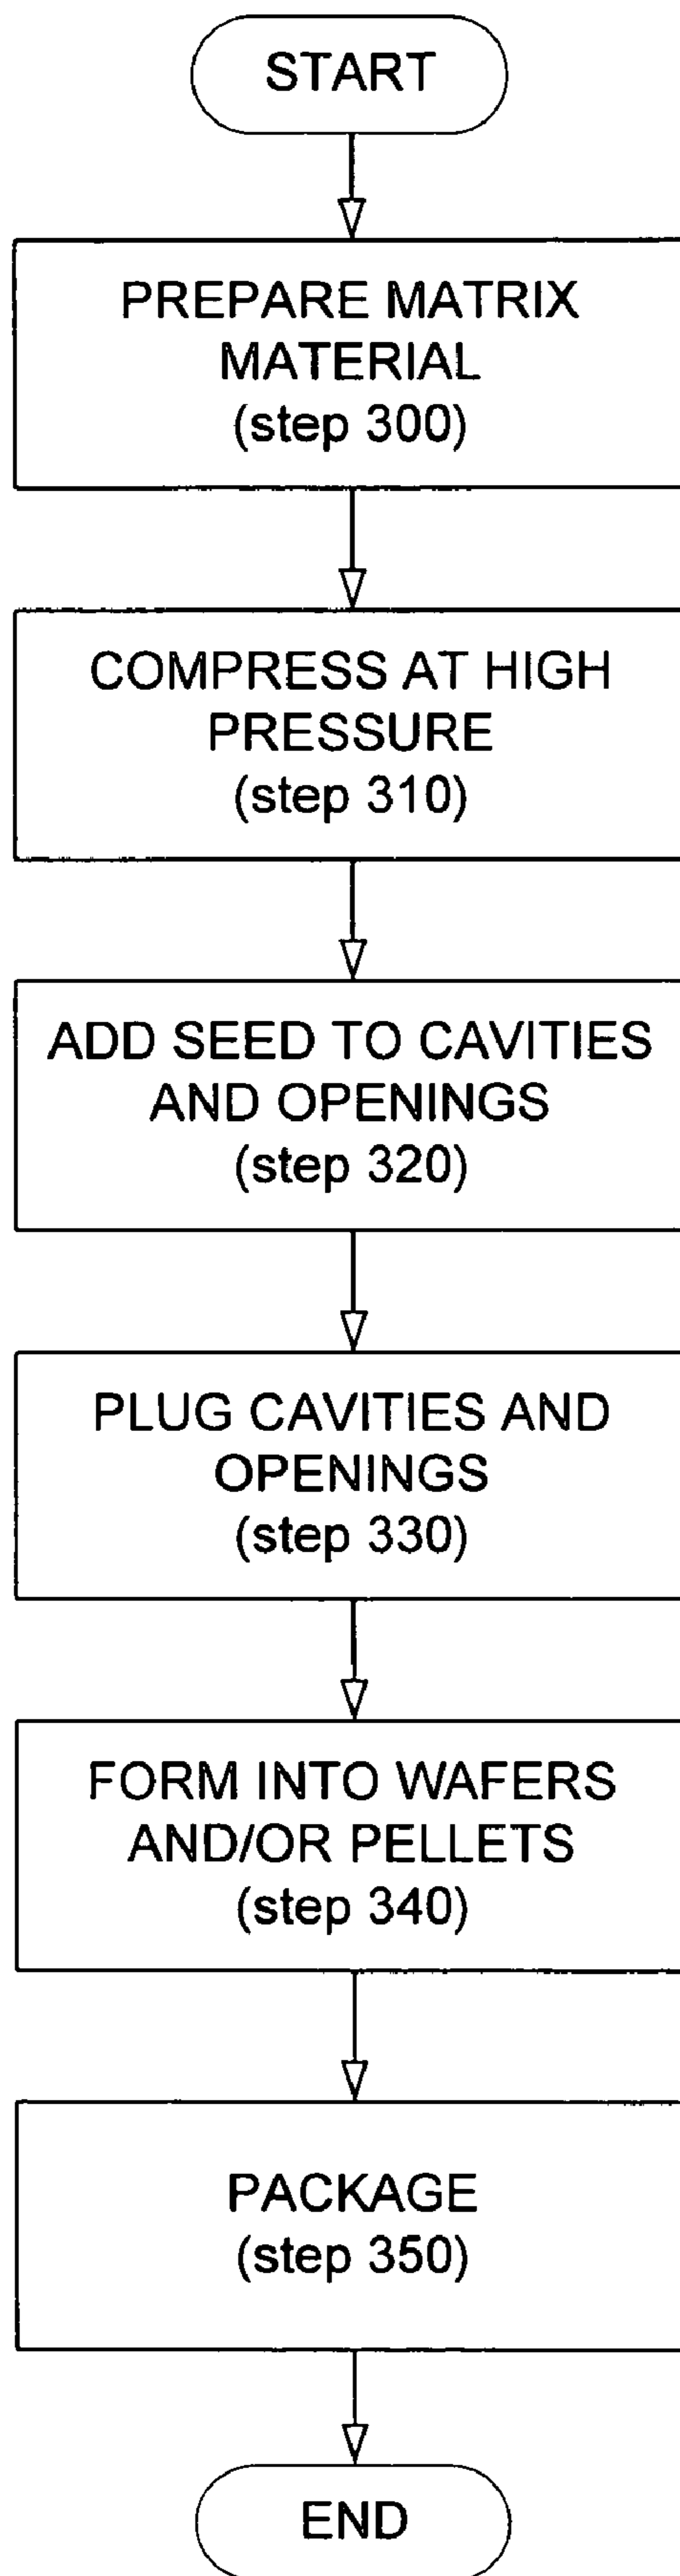 START
PREPARE MATRIX
MATERIAL
(step 300)
COMPRESS AT HIGH
PRESSURE
(step 310)
ADD SEED TO CAVITIES
AND OPENINGS
(step 320)
PLUG CAVITIES AND
OPENINGS
(step 330)
FORM INTO WAFERS
AND/OR PELLETS
(step 340)
PACKAGE
(step 350)
END